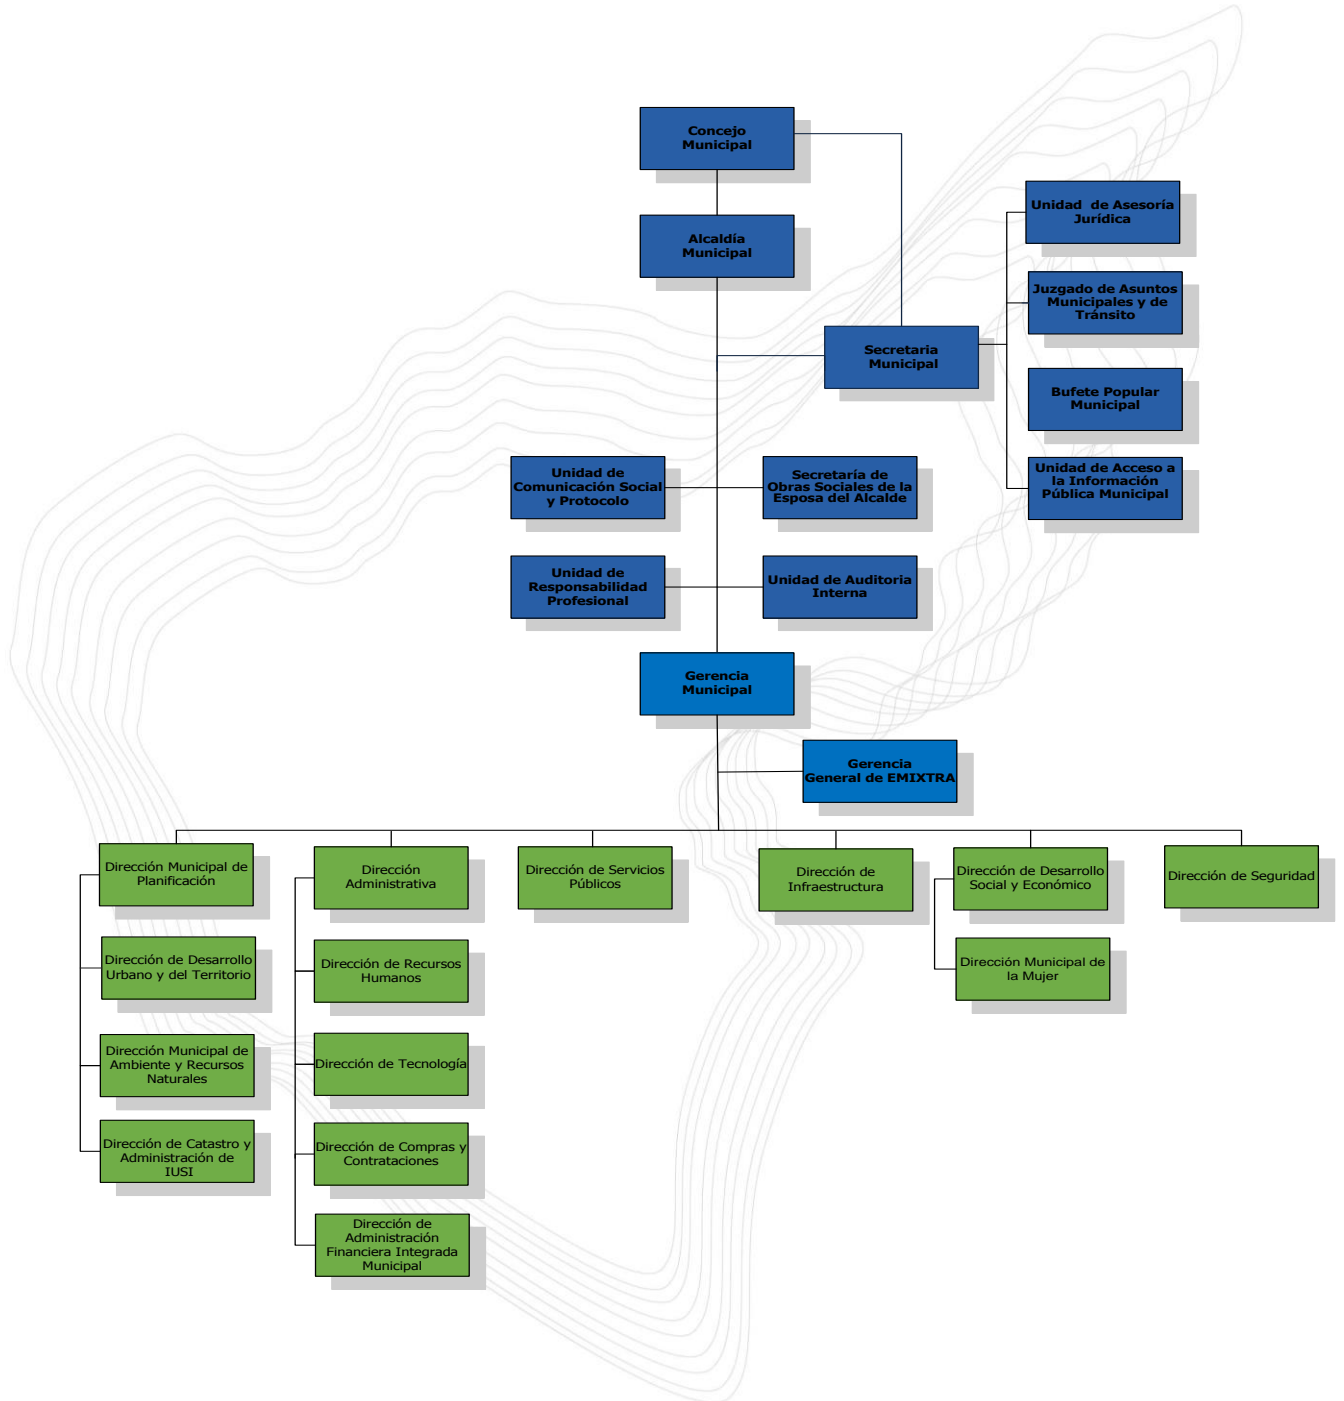 Concejo
Municipal
Alcaldía
Municipal
Unidad de Asesoría
Jurídica
Juzgado de Asuntos
Municipales y de
Tránsito
Secretaria
Municipal
Bufete Popular
Municipal
Unidad de Acceso a
la Información
Pública Municipal
Unidad de
Comunicación Social
y Protocolo
Secretaría de
Obras Sociales de la
Esposa del Alcalde
Unidad de
Responsabilidad
Profesional
Unidad de Auditoria
Interna
Gerencia
Municipal
Gerencia
General de EMIXTRA
Dirección Municipal de
Planificación
Dirección
Administrativa
Dirección de Servicios
Públicos
Dirección de
Infraestructura
Dirección de Desarrollo
Social y Económico
Dirección de Seguridad
Dirección de Desarrollo
Urbano y del Territorio
Dirección de Recursos
Humanos
Dirección Municipal de
la Mujer
Dirección Municipal de
Ambiente y Recursos
Naturales
Dirección de Tecnología
Dirección de Catastro y
Administración de
IUSI
Dirección de Compras y
Contrataciones
Dirección de
Administración
Financiera Integrada
Municipal